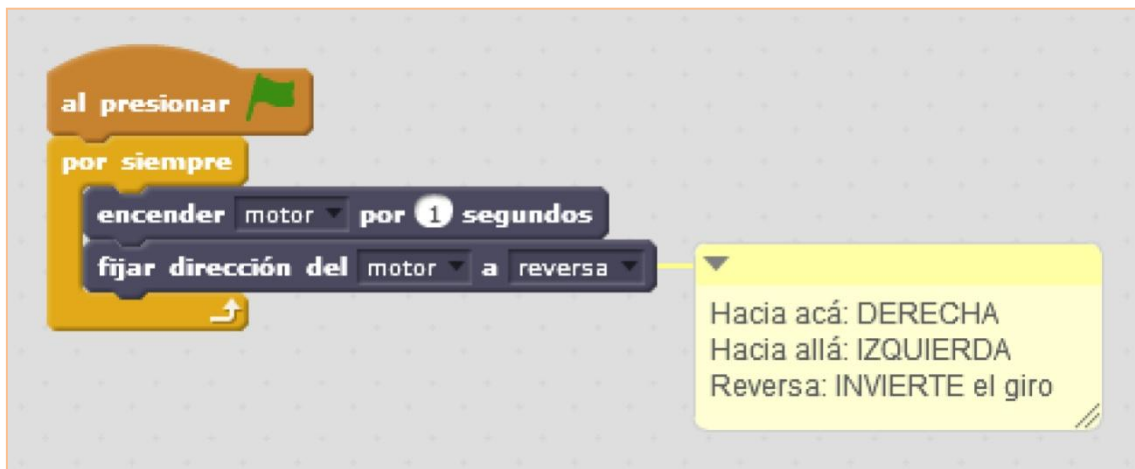 al presionar
por siempre
encender motor por 1 segundos
fijar dirección del motor a reversa
Hacia acá: DERECHA
Hacia allá: IZQUIERDA
Reversa: INVIERTE el giro